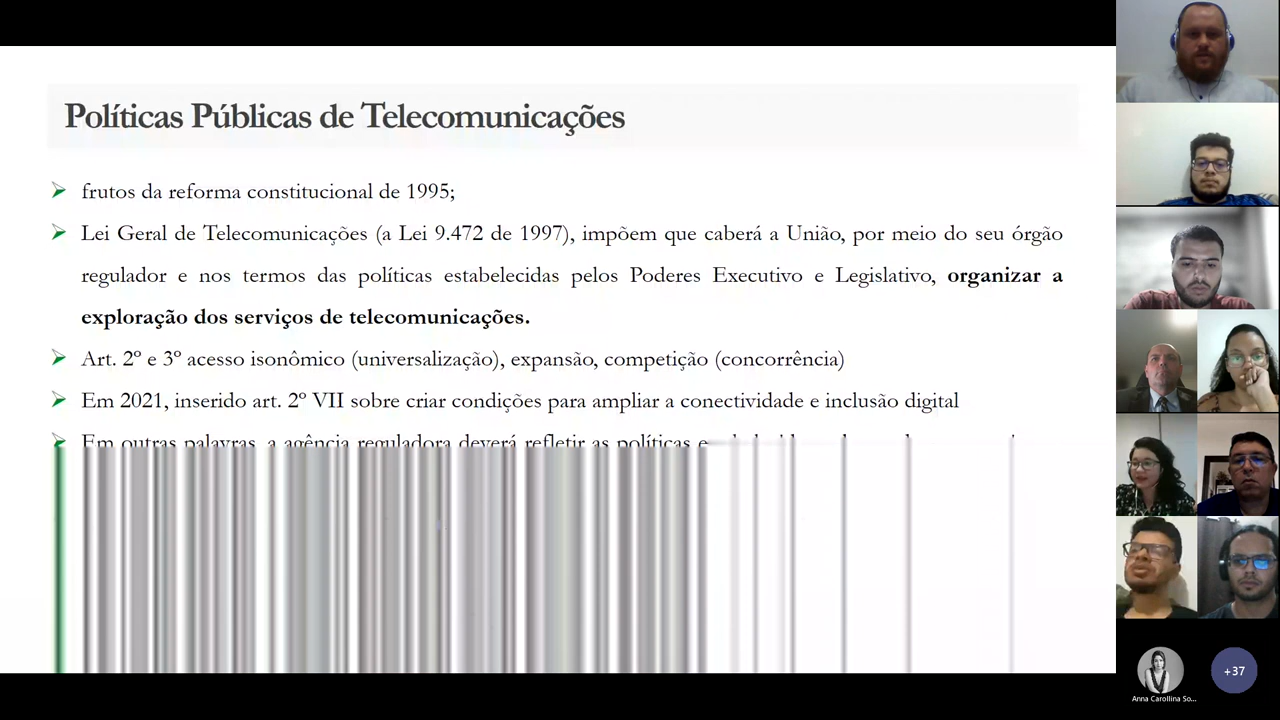 Políticas Públicas de Telecomunicações
frutos da reforma constitucional de 1995;
Lei Geral de Telecomunicações (a Lei 9.472 de 1997), impõem que caberá a União, por meio do seu órgão
regulador e nos termos das políticas estabelecidas pelos Poderes Executivo e Legislativo, organizar a
exploração dos serviços de telecomunicações.
Art. 2º e 3º acesso isonômico (universalização), expansão, competição (concorrência)
Em 2021, inserido art. 2º VII sobre criar condições para ampliar a conectividade e inclusão digital
Em outras palavras, a agência reguladora deverá refletir as políticas
Anna Carollina So...
+37